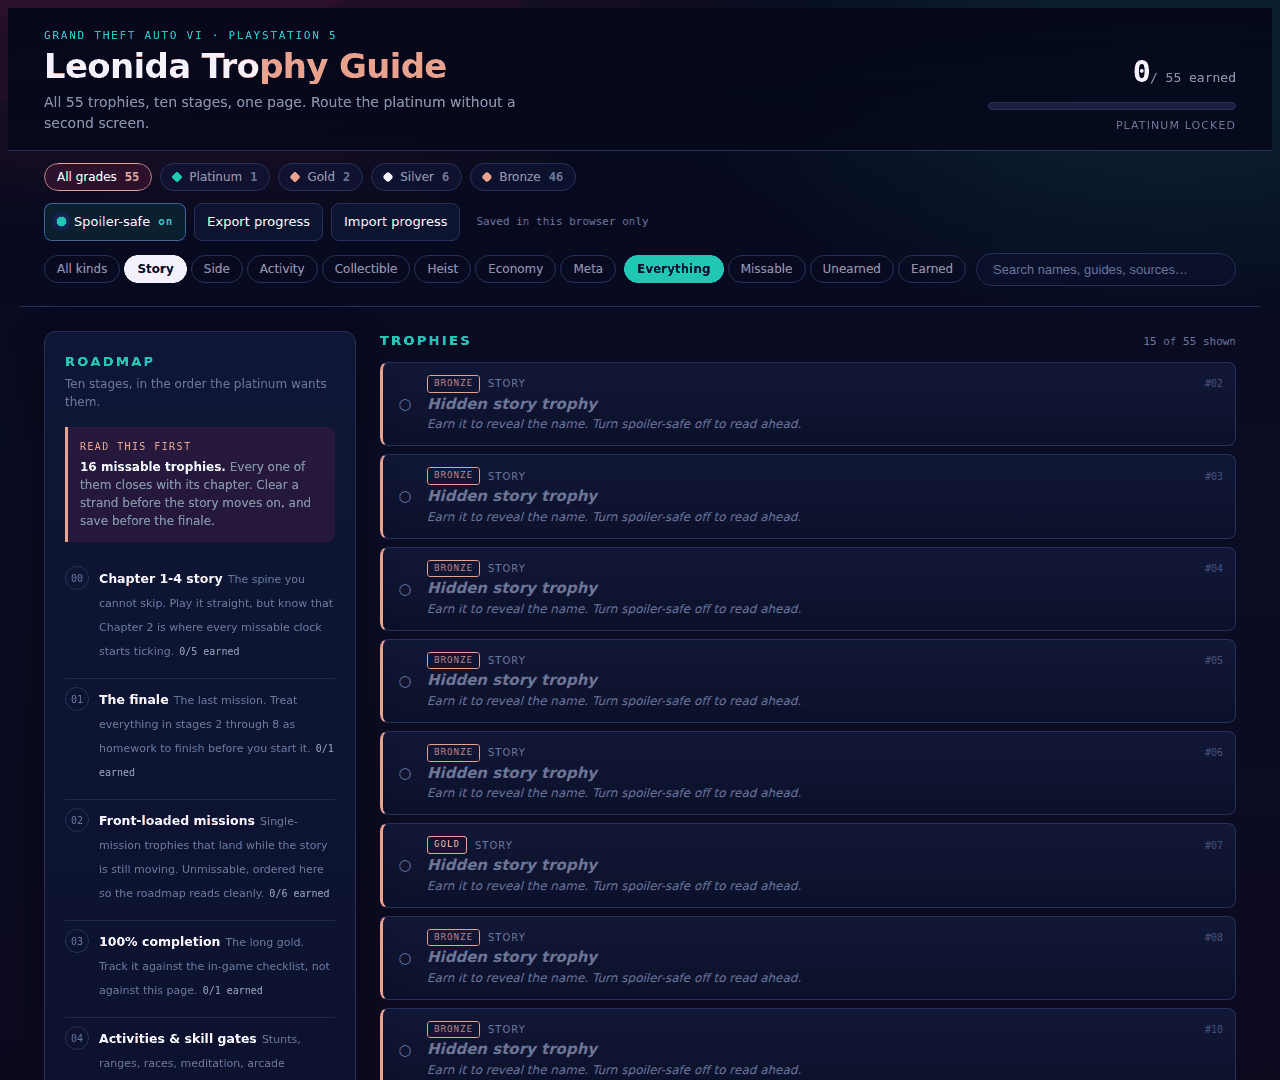 GRAND THEFT AUTO VI · PLAYSTATION 5
Leonida Trophy Guide
All 55 trophies, ten stages, one page. Route the platinum without a
second screen.
0 / 55 earned
PLATINUM LOCKED
All grades 55
Platinum 1
Gold 2
Silver 6
Bronze 46
Spoiler-safe on
Export progress
Import progress
Saved in this browser only
All kinds
Story
Side
Activity
Collectible
Heist
Economy
Meta
Everything
Missable
Unearned
Earned
Search names, guides, sources…
ROADMAP
Ten stages, in the order the platinum wants
them.
READ THIS FIRST
16 missable trophies. Every one of
them closes with its chapter. Clear a
strand before the story moves on, and
save before the finale.
00
Chapter 1-4 story The spine you
cannot skip. Play it straight, but know that
Chapter 2 is where every missable clock
starts ticking. 0/5 earned
01
The finale The last mission. Treat
everything in stages 2 through 8 as
homework to finish before you start it. 0/1
earned
02
Front-loaded missions Single-
mission trophies that land while the story
is still moving. Unmissable, ordered here
so the roadmap reads cleanly. 0/6 earned
03
100% completion The long gold.
Track it against the in-game checklist, not
against this page. 0/1 earned
04
Activities & skill gates Stunts,
ranges, races, meditation, arcade
TROPHIES
15 of 55 shown
BRONZE STORY #02
Hidden story trophy
Earn it to reveal the name. Turn spoiler-safe off to read ahead.
BRONZE STORY #03
Hidden story trophy
Earn it to reveal the name. Turn spoiler-safe off to read ahead.
BRONZE STORY #04
Hidden story trophy
Earn it to reveal the name. Turn spoiler-safe off to read ahead.
BRONZE STORY #05
Hidden story trophy
Earn it to reveal the name. Turn spoiler-safe off to read ahead.
BRONZE STORY #06
Hidden story trophy
Earn it to reveal the name. Turn spoiler-safe off to read ahead.
GOLD STORY #07
Hidden story trophy
Earn it to reveal the name. Turn spoiler-safe off to read ahead.
BRONZE STORY #08
Hidden story trophy
Earn it to reveal the name. Turn spoiler-safe off to read ahead.
BRONZE STORY #10
Hidden story trophy
Earn it to reveal the name. Turn spoiler-safe off to read ahead.